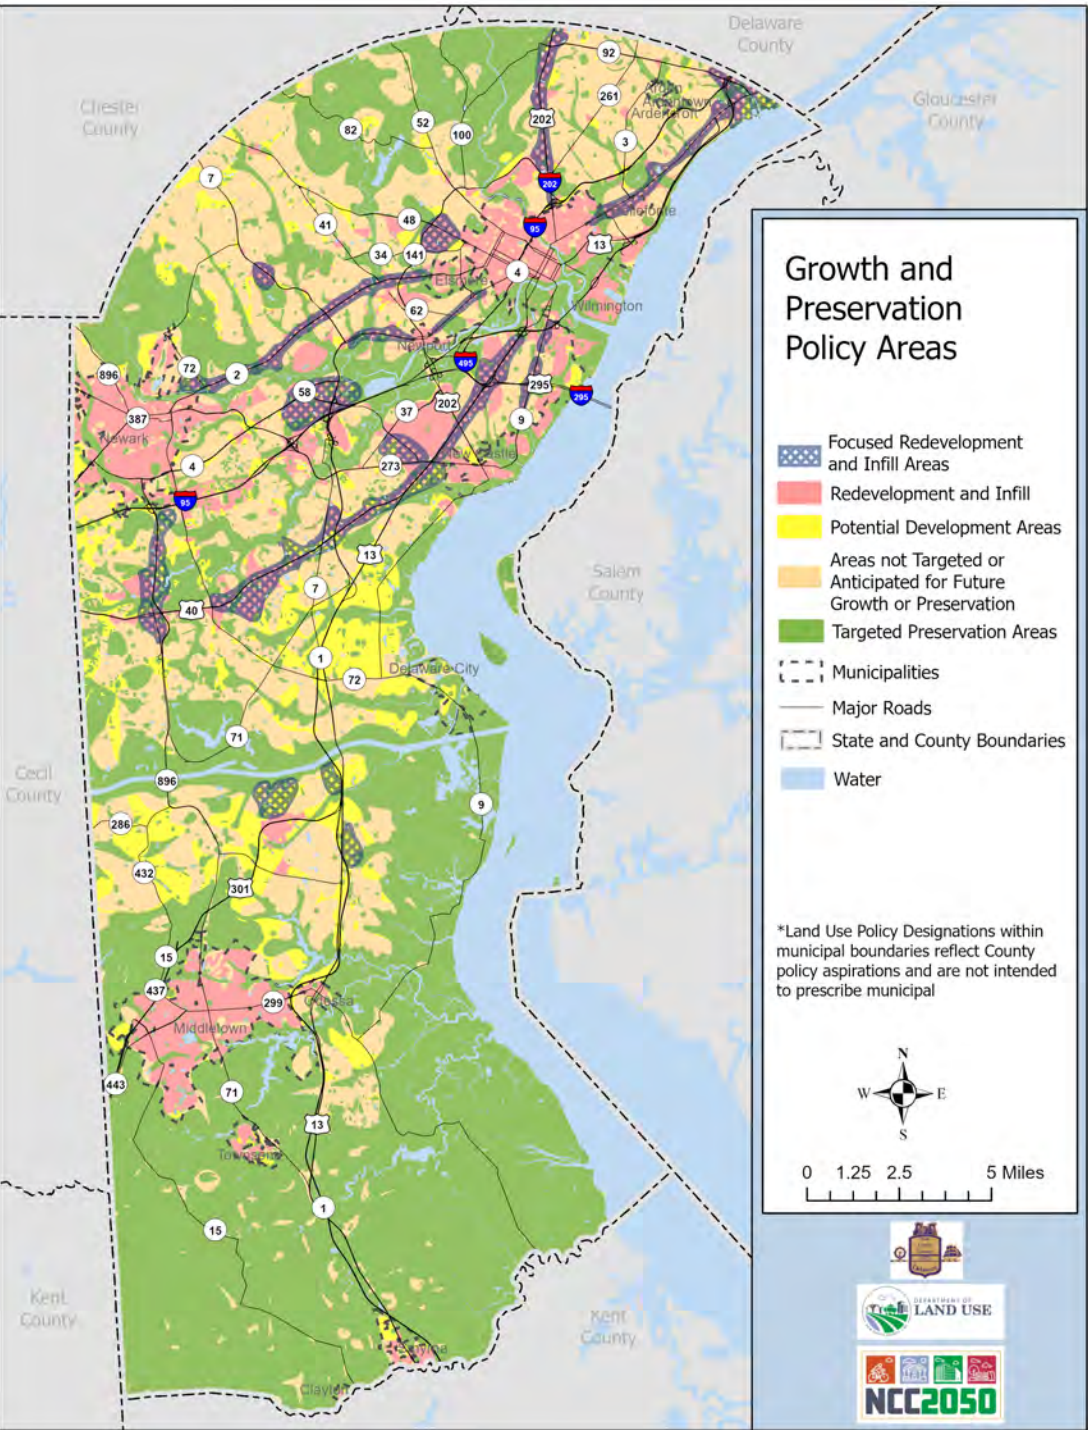 Delaware
County
Chester
County
Gloucester
County
92
Arden
Ardentown
Ardencroft
261
82
52
100
202
3
7
202
41
48
95
13
34
141
Elsmere
4
62
Wilmington
Newport
896
72
2
495
58
295
295
387
37
202
9
Newark
4
273
New Castle
95
13
Salem
County
7
40
1
Delaware City
72
71
Cecil
County
896
9
286
432
301
15
437
299
Odessa
Middletown
443
71
13
Townsend
1
15
Kent
County
Kent
County
Smyrna
Clayton
Growth and
Preservation
Policy Areas
Focused Redevelopment
and Infill Areas
Redevelopment and Infill
Potential Development Areas
Areas not Targeted or
Anticipated for Future
Growth or Preservation
Targeted Preservation Areas
Municipalities
Major Roads
State and County Boundaries
Water
*Land Use Policy Designations within
municipal boundaries reflect County
policy aspirations and are not intended
to prescribe municipal
N
W E
S
0 1.25 2.5 5 Miles
DEPARTMENT OF
LAND USE
NCC2050